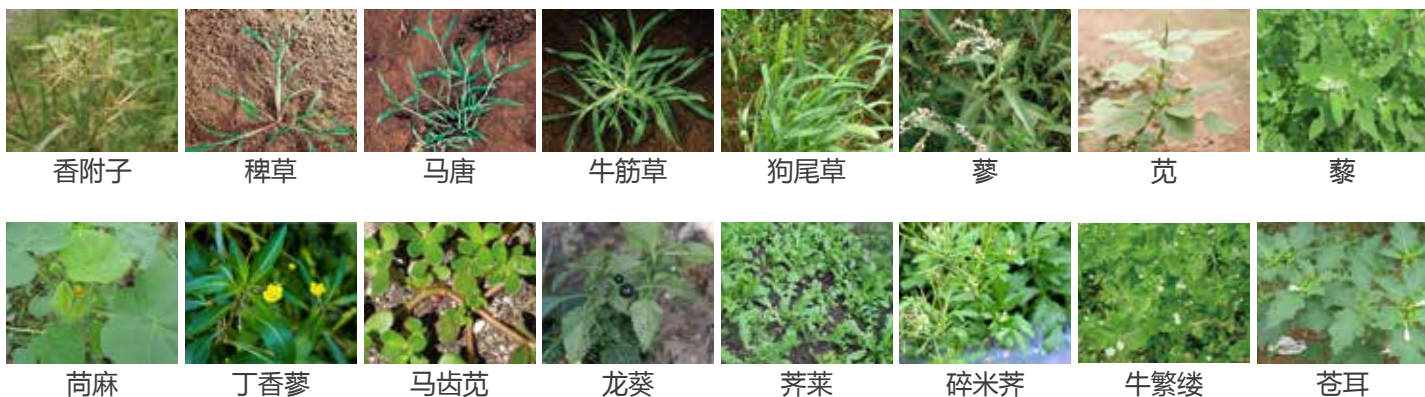 香附子 稗草 马唐 牛筋草 狗尾草 蓼 苋 藜
苘麻 丁香蓼 马齿苋 龙葵 荠莱 碎米荠 牛繁缕 苍耳